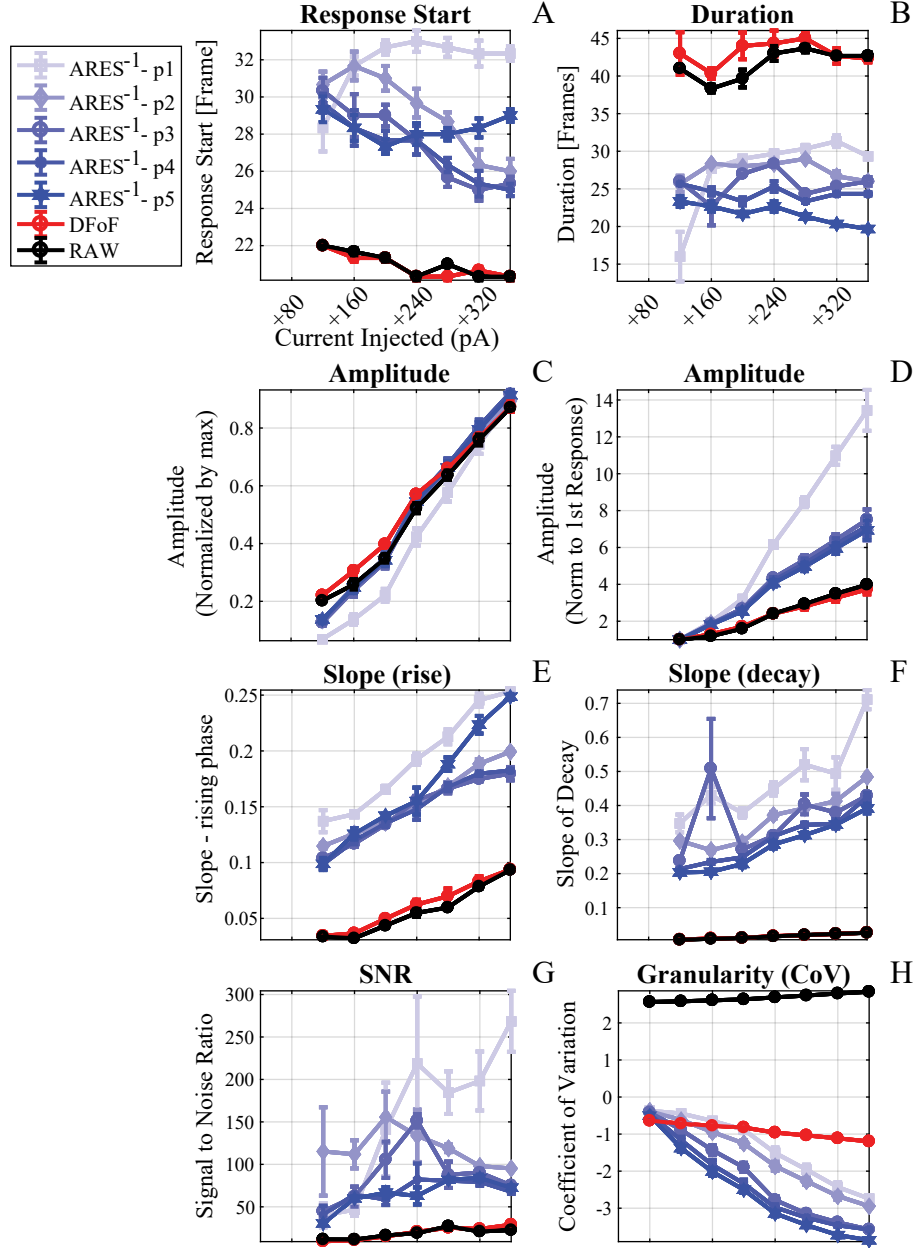 Response Start
A
Duration
B
ARES⁻¹- p1
ARES⁻¹- p2
ARES⁻¹- p3
ARES⁻¹- p4
ARES⁻¹- p5
DFoF
RAW
Response Start [Frame]
32
30
28
26
24
22
+80
+160
+240
+320
Current Injected (pA)
Duration [Frames]
45
40
35
30
25
20
15
+80
+160
+240
+320
Amplitude
C
Amplitude
(Normalized by max)
0.8
0.6
0.4
0.2
Amplitude
D
Amplitude
(Norm to 1st Response)
14
12
10
8
6
4
2
Slope (rise)
E
Slope - rising phase
0.25
0.2
0.15
0.1
0.05
Slope (decay)
F
Slope of Decay
0.7
0.6
0.5
0.4
0.3
0.2
0.1
SNR
G
Signal to Noise Ratio
300
250
200
150
100
50
Granularity (CoV)
H
Coefficient of Variation
2
0
-1
-2
-3